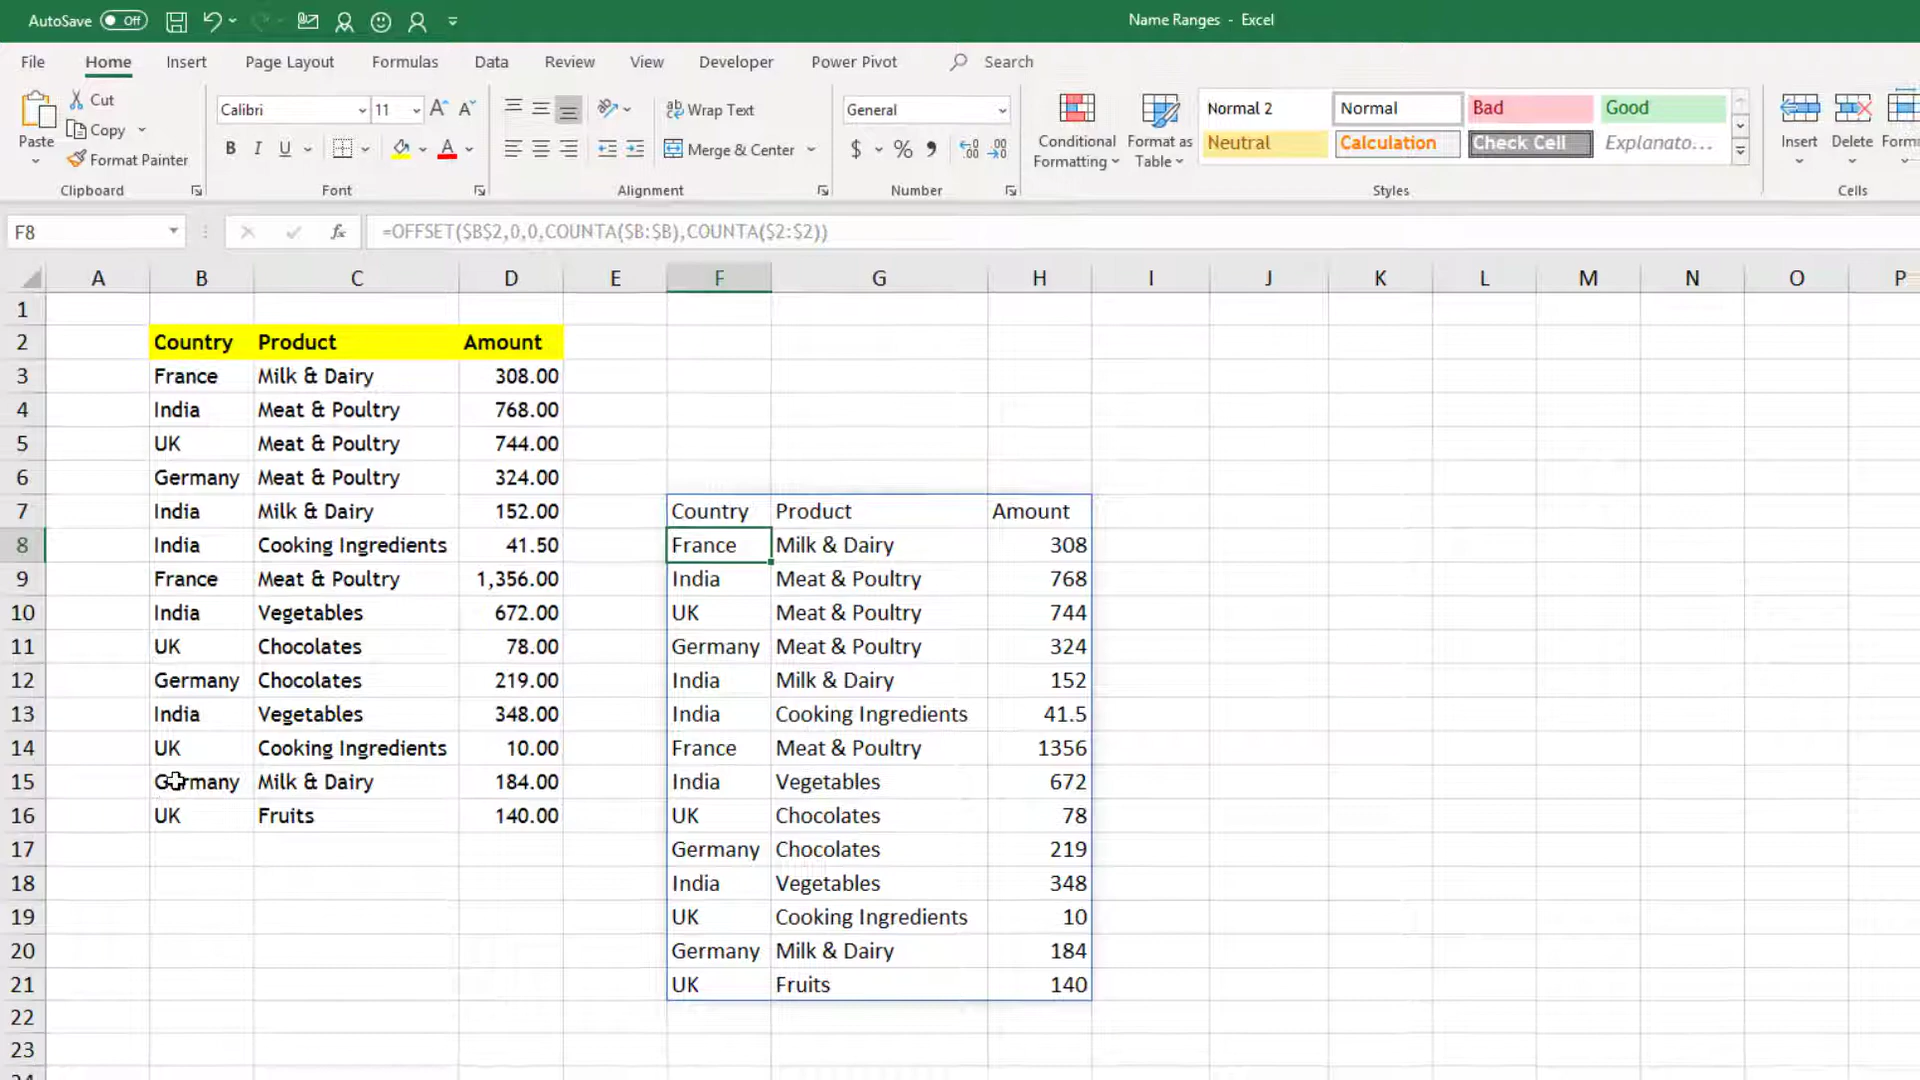 AutoSave Off
Name Ranges - Excel
File Home Insert Page Layout Formulas Data Review View Developer Power Pivot Search
Paste
Cut
Copy
Format Painter
Clipboard
Calibri 11
B I U
Font
Wrap Text
Merge & Center
Alignment
General
$ % ,
Number
Conditional Formatting
Format as Table
Normal 2 Normal Bad Good
Neutral Calculation Check Cell Explanato...
Styles
Insert Delete
Cells
F8 fx =OFFSET($B$2,0,0,COUNTA($B:$B),COUNTA($2:$2))
A B C D E F G H I J K L M N O P
1
2 Country Product Amount
3 France Milk & Dairy 308.00
4 India Meat & Poultry 768.00
5 UK Meat & Poultry 744.00
6 Germany Meat & Poultry 324.00
7 India Milk & Dairy 152.00 Country Product Amount
8 India Cooking Ingredients 41.50 France Milk & Dairy 308
9 France Meat & Poultry 1,356.00 India Meat & Poultry 768
10 India Vegetables 672.00 UK Meat & Poultry 744
11 UK Chocolates 78.00 Germany Meat & Poultry 324
12 Germany Chocolates 219.00 India Milk & Dairy 152
13 India Vegetables 348.00 India Cooking Ingredients 41.5
14 UK Cooking Ingredients 10.00 France Meat & Poultry 1356
15 Germany Milk & Dairy 184.00 India Vegetables 672
16 UK Fruits 140.00 UK Chocolates 78
17 Germany Chocolates 219
18 India Vegetables 348
19 UK Cooking Ingredients 10
20 Germany Milk & Dairy 184
21 UK Fruits 140
22
23